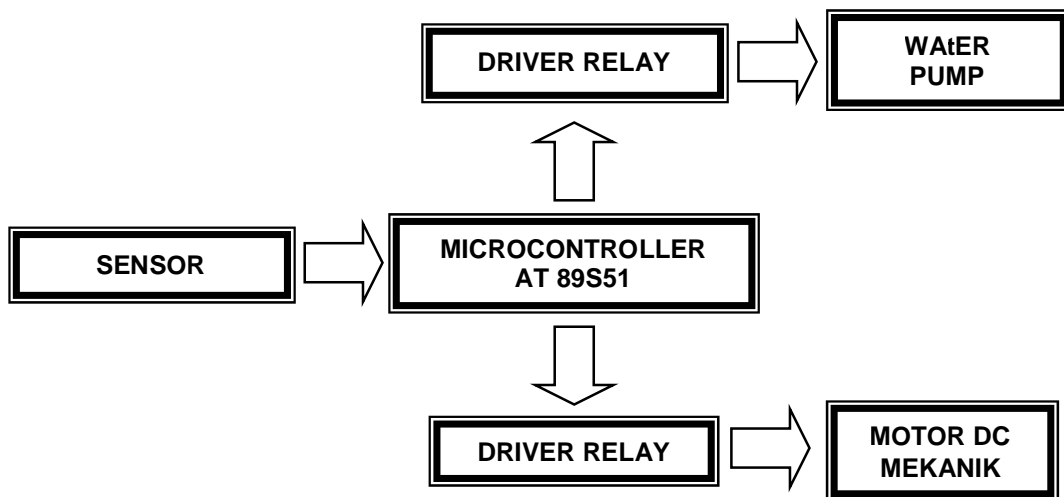 DRIVER RELAY
WAtER
PUMP
SENSOR
MICROCONTROLLER
AT 89S51
DRIVER RELAY
MOTOR DC
MEKANIK